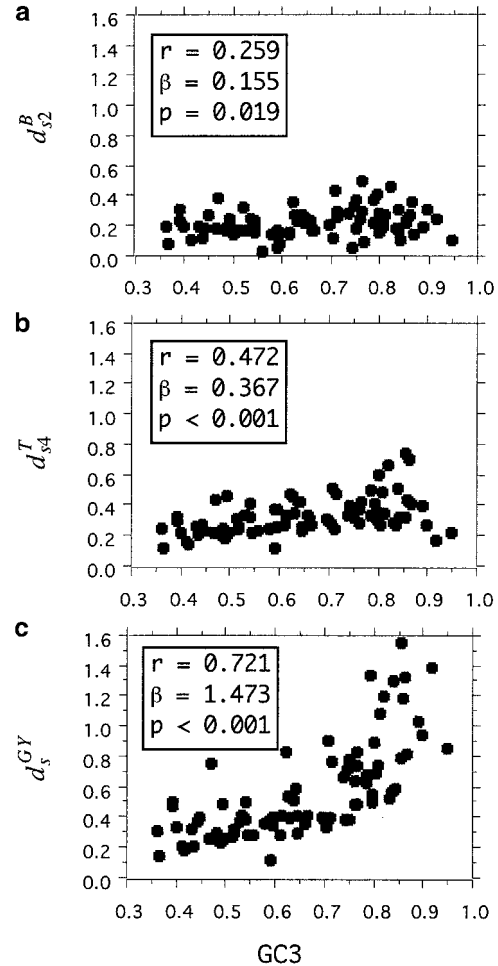 a
1.6
1.4
1.2
1.0
0.8
0.6
0.4
0.2
0.0
d_{s2}^{B}
r = 0.259
β = 0.155
p = 0.019
0.3 0.4 0.5 0.6 0.7 0.8 0.9 1.0
b
1.6
1.4
1.2
1.0
0.8
0.6
0.4
0.2
0.0
d_{s4}^{T}
r = 0.472
β = 0.367
p < 0.001
0.3 0.4 0.5 0.6 0.7 0.8 0.9 1.0
c
1.6
1.4
1.2
1.0
0.8
0.6
0.4
0.2
0.0
d_{s}^{GY}
r = 0.721
β = 1.473
p < 0.001
0.3 0.4 0.5 0.6 0.7 0.8 0.9 1.0
GC3